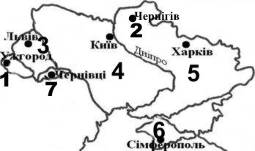 Чернігів
2
Львів
3
Київ
Дніпро
Харків
Ужгород
1
Чернівці
7
4
5
6
Сімферополь